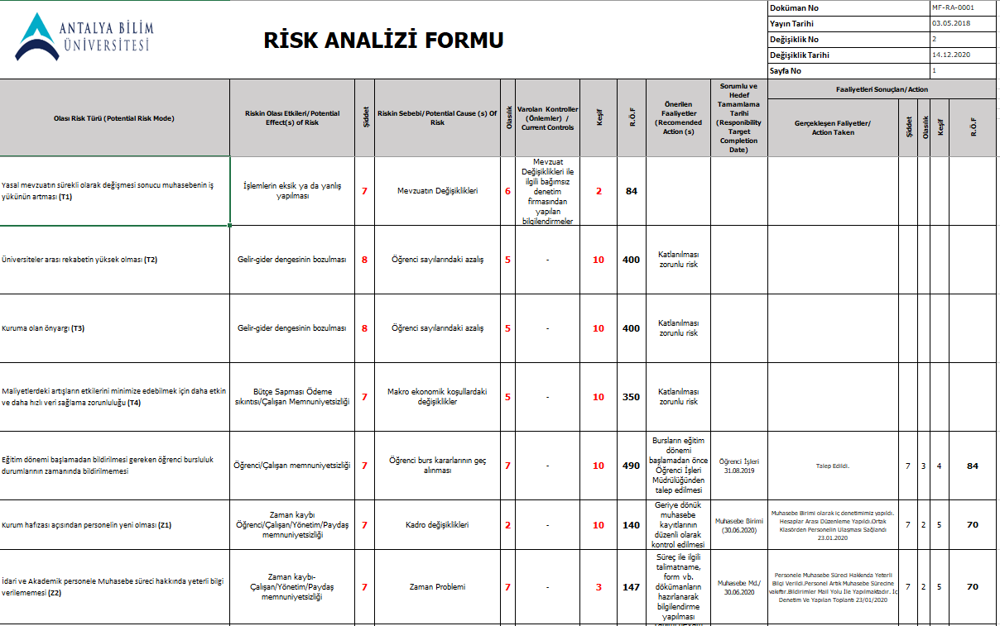 ANTALYA BİLİM
ÜNİVERSİTESİ
RİSK ANALİZİ FORMU
Doküman No
MF-RA-0001
Yayın Tarihi
03.05.2018
Değişiklik No
2
Değişiklik Tarihi
14.12.2020
Sayfa No
1
Olası Risk Türü (Potential Risk Mode)
Riskin Olası Etkileri/Potential
Effect(s) of Risk
Şiddet
Riskin Sebebi/Potential Cause (s) Of
Risk
Olasılık
Varolan Kontroller
(Önlemler) /
Current Controls
Keşif
R.Ö.F
Önerilen
Faaliyetler
(Recomended
Action (s)
Sorumlu ve
Hedef
Tamamlama
Tarihi
(Responibility
Target
Completion
Date)
Faaliyetleri Sonuçları/Action
Gerçekleşen Faliyetler/
Action Taken
Şiddet
Olasılık
Keşif
R.Ö.F
Yasal mevzuatın sürekli olarak değişmesi sonucu muhasebenin iş
yükünün artması (T1)
İşlemlerin eksik ya da yanlış
yapılması
7
Mevzuatın Değişiklikleri
6
Mevzuat
Değişiklikleri ile
ilgili bağımsız
denetim
firmasından
yapılan
bilgilendirmeler
2
84
Üniversiteler arası rekabetin yüksek olması (T2)
Gelir-gider dengesinin bozulması
8
Öğrenci sayılarındaki azalış
5
-
10
400
Katlanılması
zorunlu risk
Kuruma olan önyargı (T3)
Gelir-gider dengesinin bozulması
8
Öğrenci sayılarındaki azalış
5
-
10
400
Katlanılması
zorunlu risk
Maliyetlerdeki artışların etkilerini minimize edebilmek için daha etkin
ve daha hızlı veri sağlama zorunluluğu (T4)
Bütçe Sapması Ödeme
sıkıntısı/Çalışan Memnuniyetsizliği
7
Makro ekonomik koşullardaki
değişiklikler
5
-
10
350
Katlanılması
zorunlu risk
Eğitim dönemi başlamadan bildirilmesi gereken öğrenci bursluluk
durumlarının zamanında bildirilmemesi
Öğrenci/Çalışan memnuniyetsizliği
7
Öğrenci burs kararlarının geç
alınması
7
-
10
490
Bursların eğitim
dönemi
başlamadan önce
Öğrenci İşleri
Müdürlüğünden
talep edilmesi
Öğrenci İşleri
31.08.2019
Talep Edildi.
7
3
4
84
Kurum hafızası açısından personelin yeni olması (Z1)
Zaman kaybı
Öğrenci/Çalışan/Yönetim/Paydaş
memnuniyetsizliği
7
Kadro değişiklikleri
2
-
10
140
Geriye dönük
muhasebe
kayıtlarının
düzenli olarak
kontrol edilmesi
Muhasebe Birimi
(30.06.2020)
Muhasebe Birimi olarak iç denetimimiz yapıldı.
Hesaplar Arası Düzenleme Yapıldı.Ortak
Klasörden Personelin Ulaşması Sağlandı
23.01.2020
7
2
5
70
İdari ve Akademik personele Muhasebe süreci hakkında yeterli bilgi
verilememesi (Z2)
Zaman kaybı-
Çalışan/Yönetim/Paydaş
memnuniyetsizliği
7
Zaman Problemi
7
-
3
147
Süreç ile ilgili
talimatname,
form vb.
dökümanların
hazırlanarak
bilgilendirme
yapılması
Muhasebe Md./
30.06.2020
Personele Muhasebe Süreci Hakkında Yeterli
Bilgi Verildi.Personel Artık Muhasebe Sürecine
vakıftır.Bildirimler Mail Yolu İle Yapılmaktadır. İç
Denetim Ve Yapılan Toplantı 23/01/2020
7
2
5
70